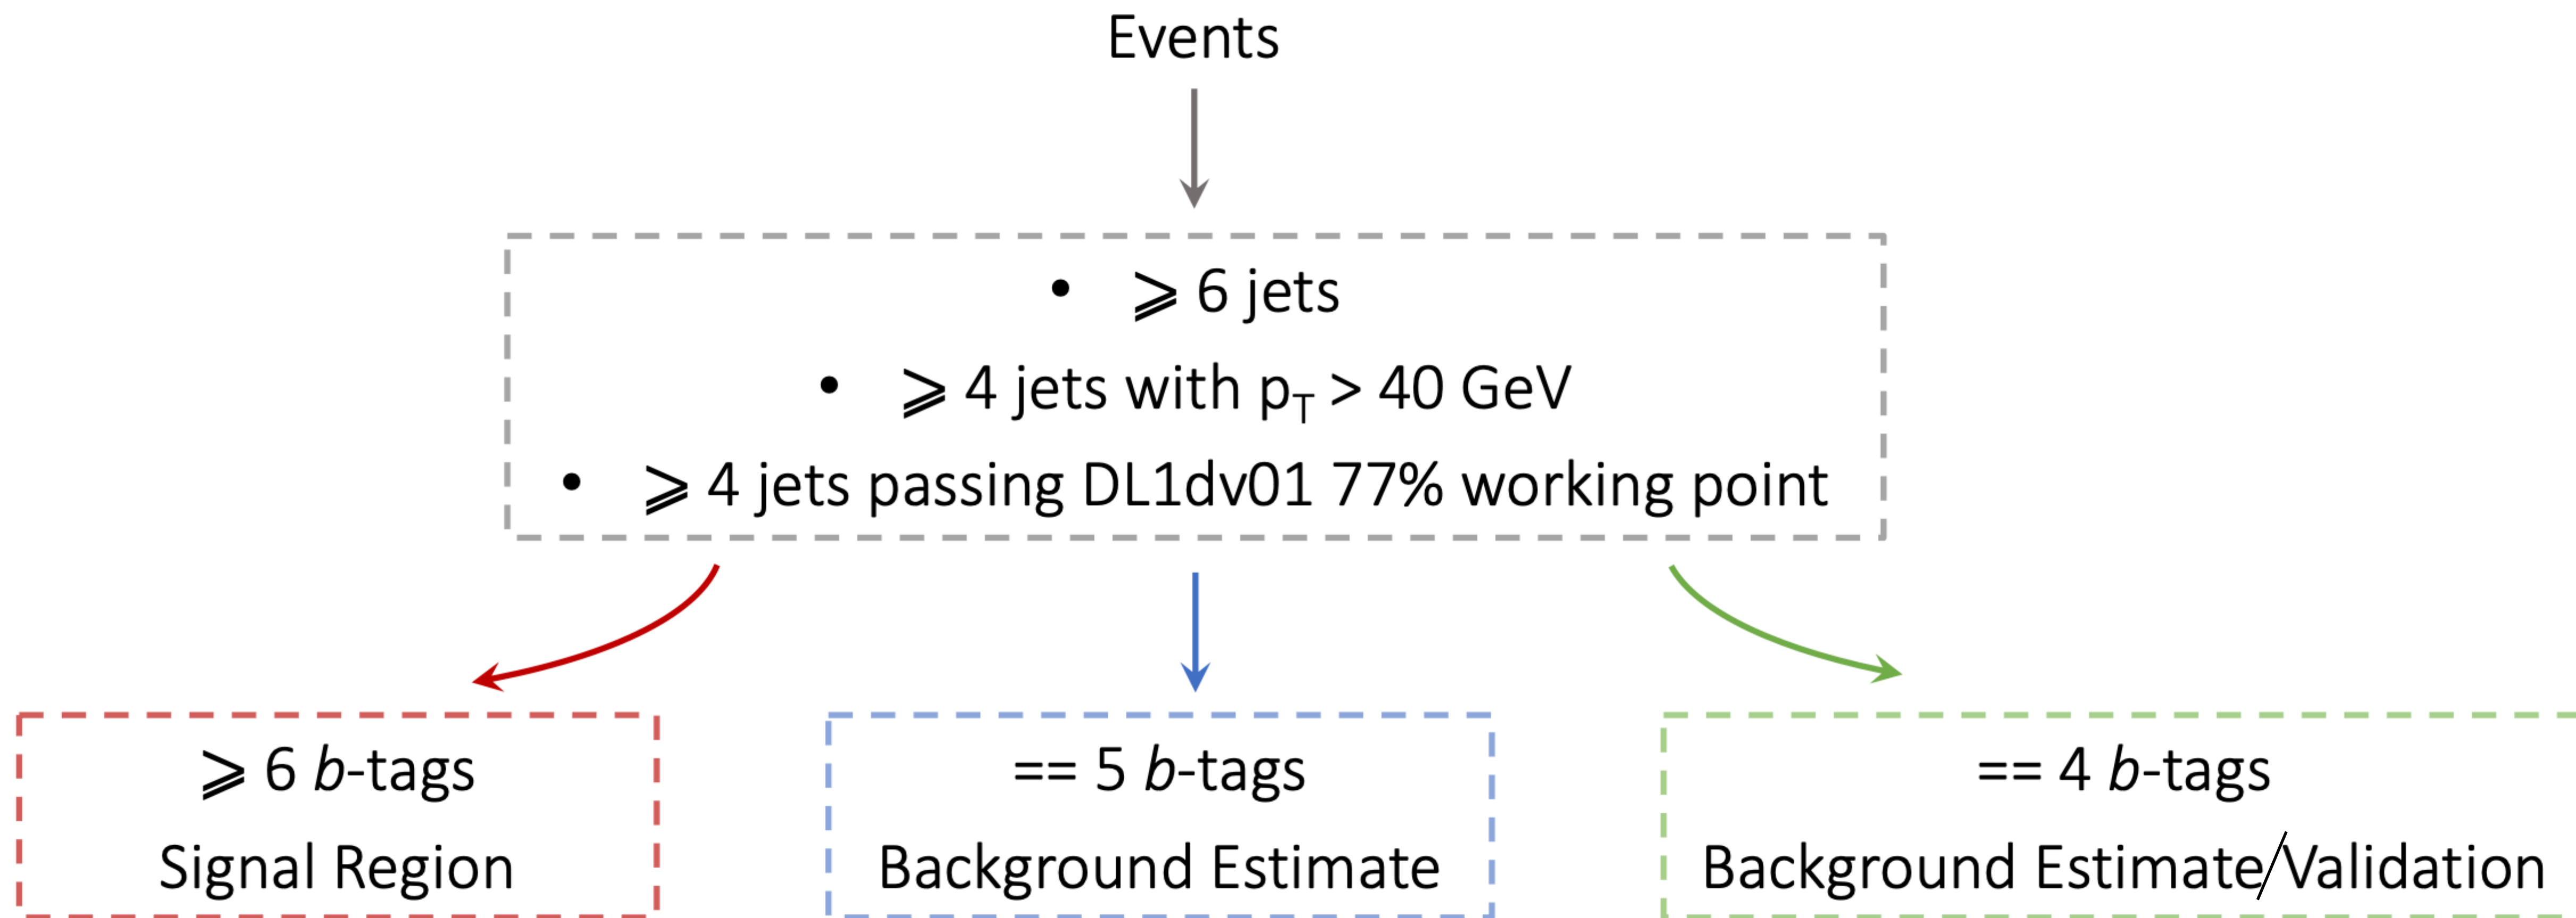 Events
• ⩾ 6 jets
• ⩾ 4 jets with pT > 40 GeV
• ⩾ 4 jets passing DL1dv01 77% working point
⩾ 6 b-tags
Signal Region
== 5 b-tags
Background Estimate
== 4 b-tags
Background Estimate/Validation